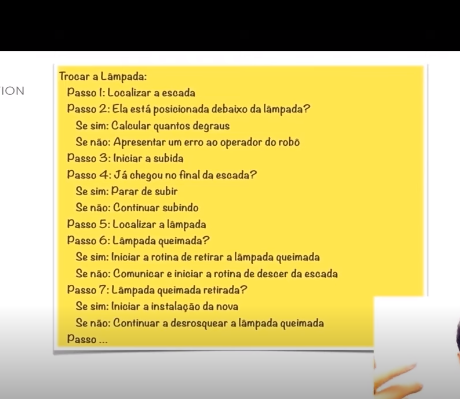 TION
Trocar a Lâmpada:
Passo 1: Localizar a escada
Passo 2: Ela está posicionada debaixo da lâmpada?
Se sim: Calcular quantos degraus
Se não: Apresentar um erro ao operador do robô
Passo 3: Iniciar a subida
Passo 4: Já chegou no final da escada?
Se sim: Parar de subir
Se não: Continuar subindo
Passo 5: Localizar a lâmpada
Passo 6: Lâmpada queimada?
Se sim: Iniciar a rotina de retirar a lâmpada queimada
Se não: Comunicar e iniciar a rotina de descer da escada
Passo 7: Lâmpada queimada retirada?
Se sim: Iniciar a instalação da nova
Se não: Continuar a desrosquear a lâmpada queimada
Passo ...